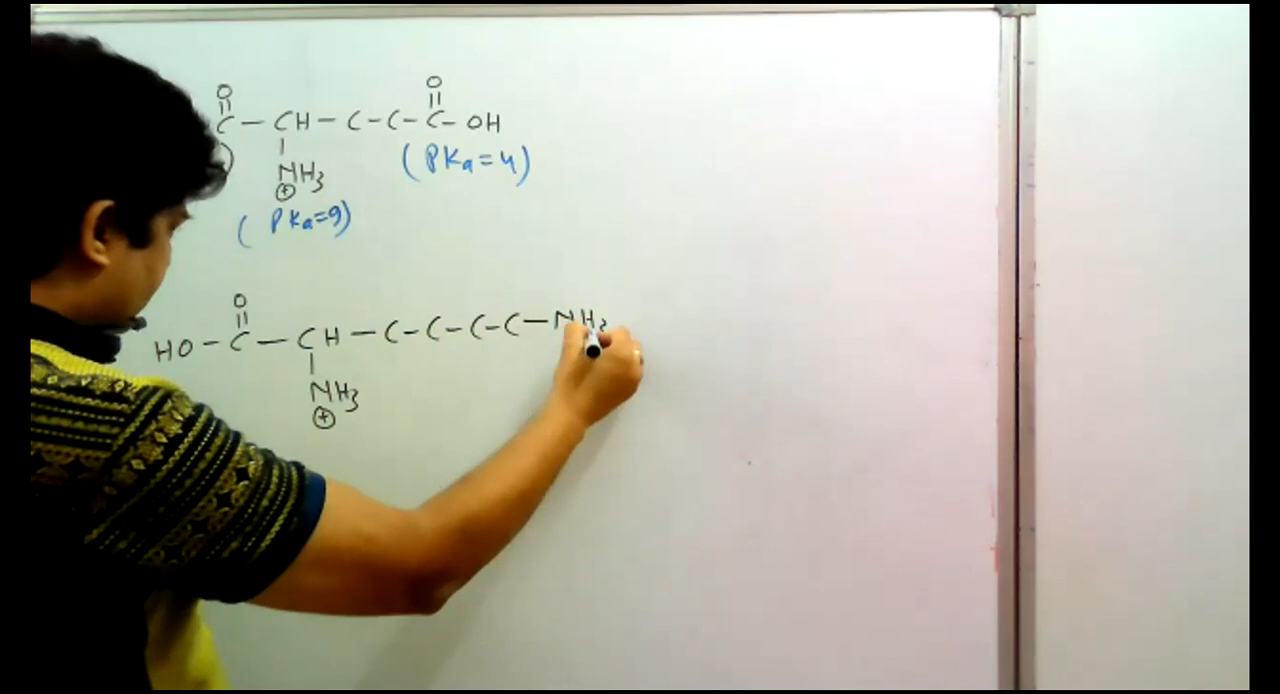 O O
C - CH - C - C - C - OH
NH3 (PKa=4)
+
(PKa=9)
O
HO - C - CH - C - C - C - C - NH3
NH3
+